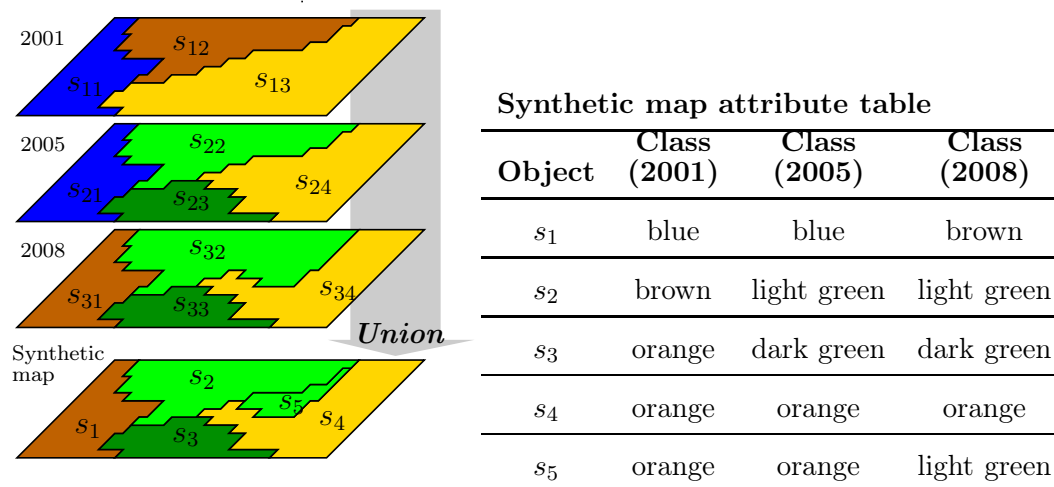 2001
s11
s12
s13
2005
s21
s22
s23
s24
2008
s31
s32
s33
s34
Union
Synthetic
map
s1
s2
s3
s4
s5
Synthetic map attribute table
Object Class (2001) Class (2005) Class (2008)
s1 blue blue brown
s2 brown light green light green
s3 orange dark green dark green
s4 orange orange orange
s5 orange orange light green